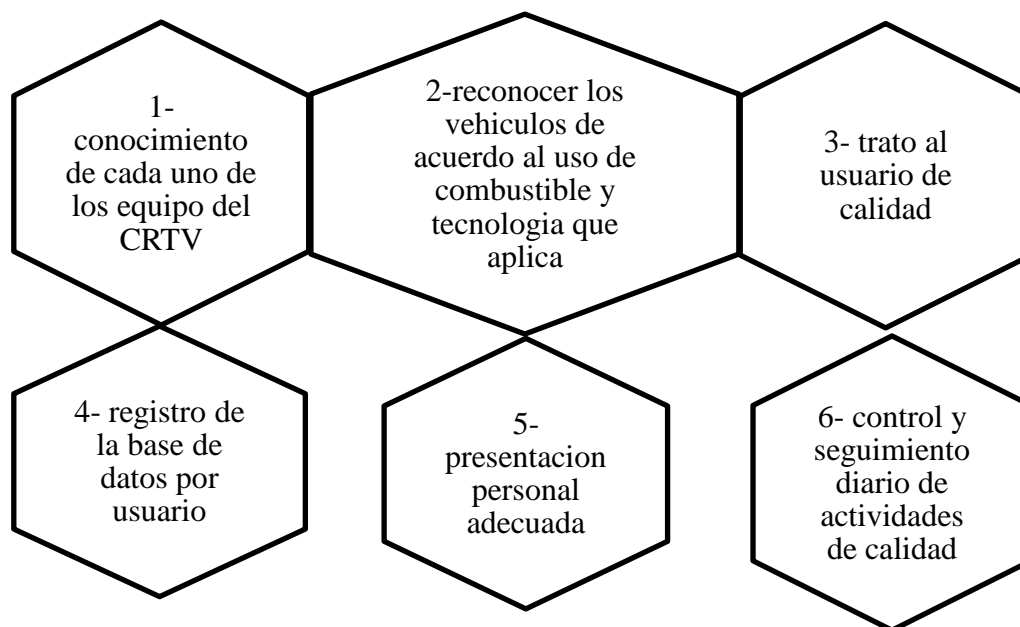 1-
conocimiento
de cada uno de
los equipo del
CRTV
2-reconocer los
vehiculos de
acuerdo al uso de
combustible y
tecnologia que
aplica
3- trato al
usuario de
calidad
4- registro de
la base de
datos por
usuario
5-
presentacion
personal
adecuada
6- control y
seguimiento
diario de
actividades
de calidad